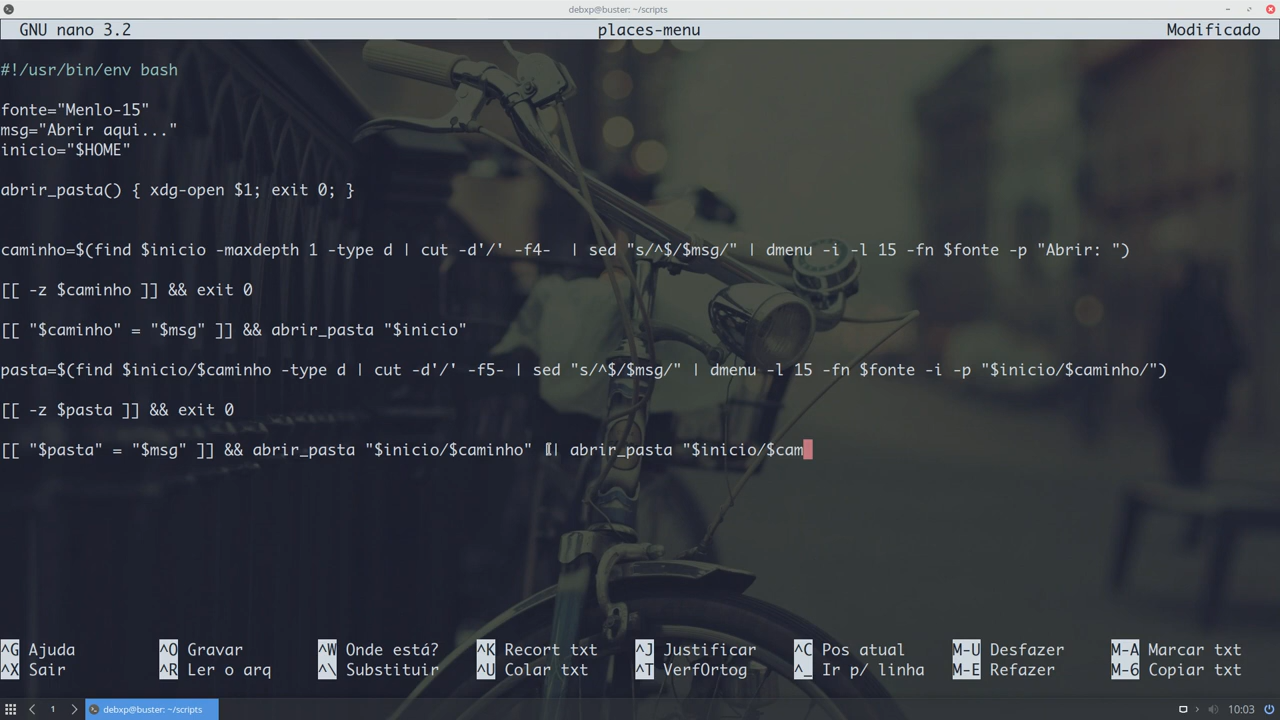 debxp@buster: ~/scripts
GNU nano 3.2 places-menu Modificado
#!/usr/bin/env bash
fonte="Menlo-15"
msg="Abrir aqui..."
inicio="$HOME"
abrir_pasta() { xdg-open $1; exit 0; }
caminho=$(find $inicio -maxdepth 1 -type d | cut -d'/' -f4-  | sed "s/^$/$msg/" | dmenu -i -l 15 -fn $fonte -p "Abrir: ")
[[ -z $caminho ]] && exit 0
[[ "$caminho" = "$msg" ]] && abrir_pasta "$inicio"
pasta=$(find $inicio/$caminho -type d | cut -d'/' -f5- | sed "s/^$/$msg/" | dmenu -l 15 -fn $fonte -i -p "$inicio/$caminho/")
[[ -z $pasta ]] && exit 0
[[ "$pasta" = "$msg" ]] && abrir_pasta "$inicio/$caminho" || abrir_pasta "$inicio/$cam
^G Ajuda ^O Gravar ^W Onde está? ^K Recort txt ^J Justificar ^C Pos atual M-U Desfazer M-A Marcar txt
^X Sair ^R Ler o arq ^\ Substituir ^U Colar txt ^T VerfOrtog ^_ Ir p/ linha M-E Refazer M-6 Copiar txt
1 debxp@buster: ~/scripts 10:03